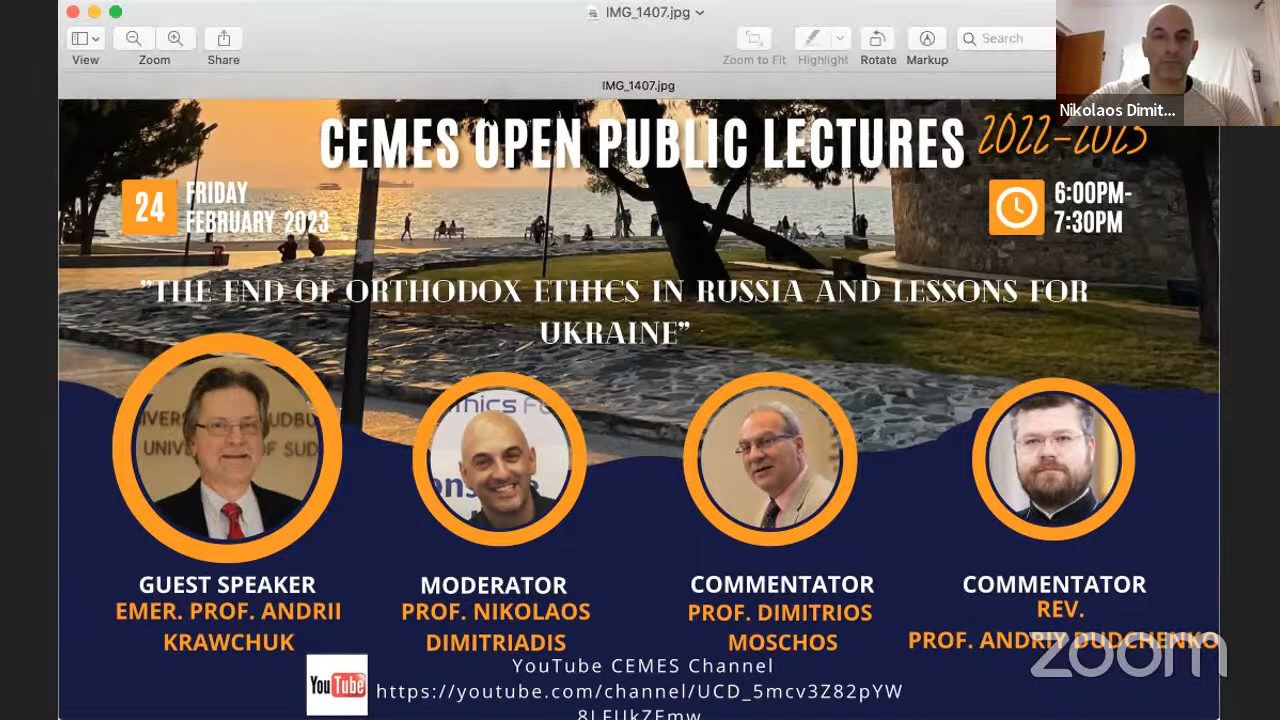 IMG_1407.jpg
View
Zoom
Share
Zoom to Fit
Highlight
Rotate
Markup
Search
IMG_1407.jpg
Nikolaos Dimit...
CEMES OPEN PUBLIC LECTURES 2022-2023
24
FRIDAY
FEBRUARY 2023
6:00PM-
7:30PM
"THE END OF ORTHODOX ETHICS IN RUSSIA AND LESSONS FOR
UKRAINE"
GUEST SPEAKER
EMER. PROF. ANDRII
KRAWCHUK
MODERATOR
PROF. NIKOLAOS
DIMITRIADIS
COMMENTATOR
PROF. DIMITRIOS
MOSCHOS
COMMENTATOR
REV.
PROF. ANDRIY DUDCHENKO
zoom
YouTube
YouTube CEMES Channel
https://youtube.com/channel/UCD_5mcv3Z82pYW